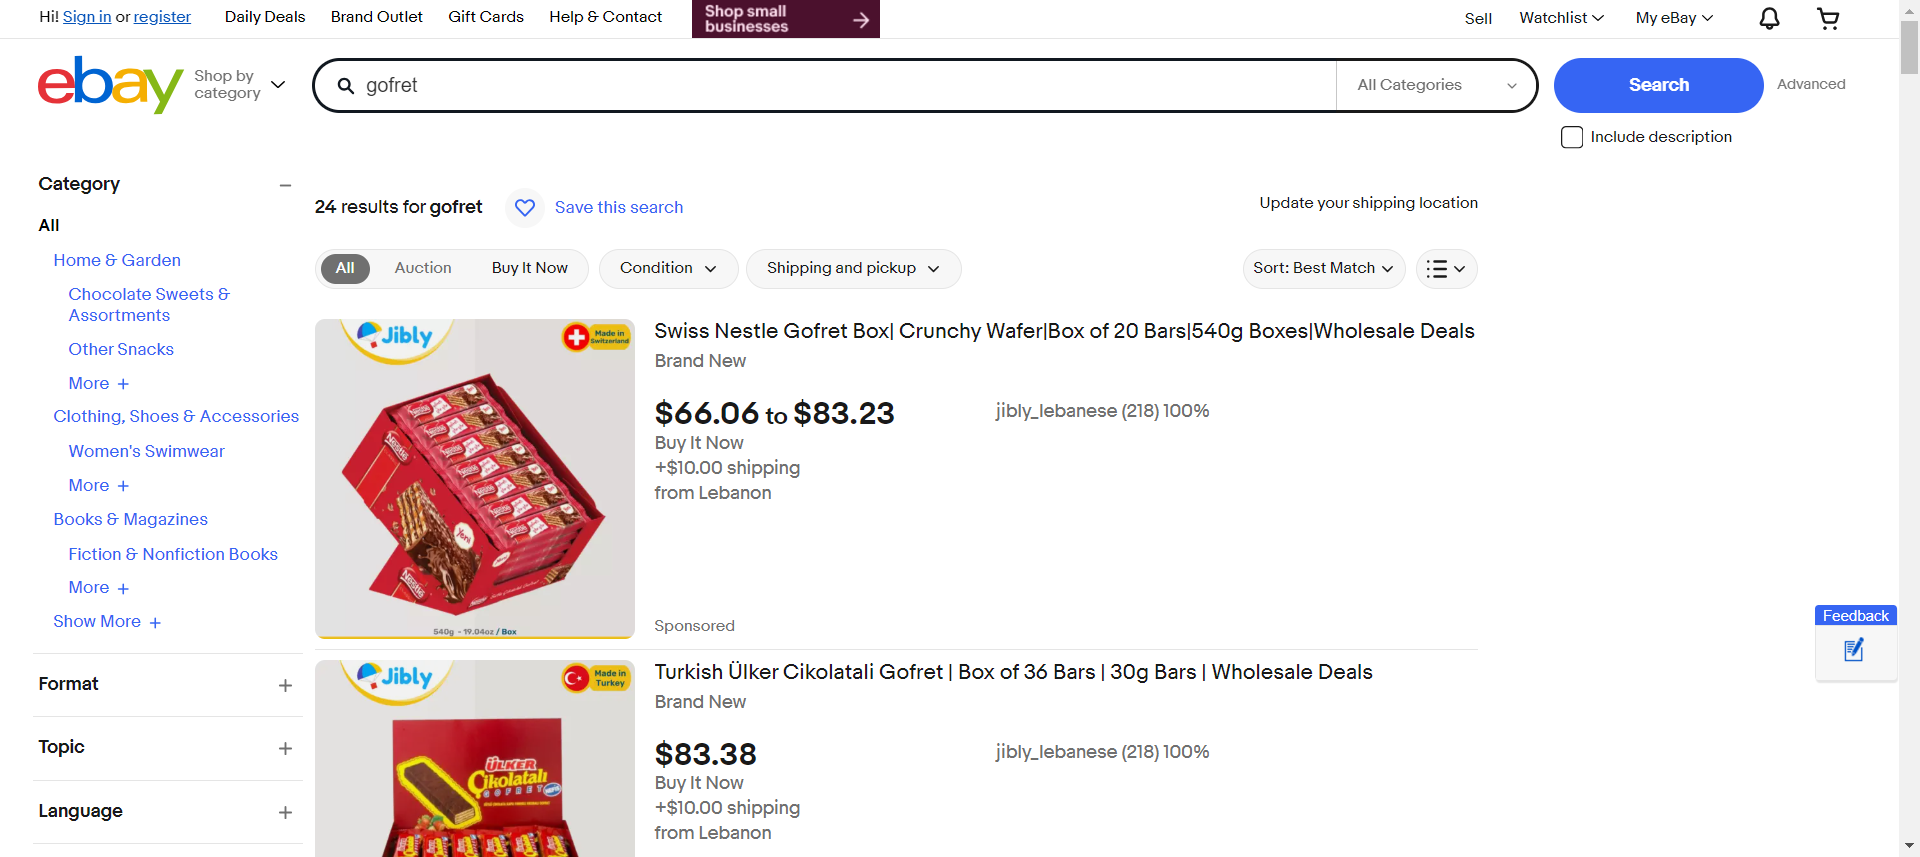 Hi! Sign in or register
Daily Deals
Brand Outlet
Gift Cards
Help & Contact
Shop small
businesses
Sell
Watchlist
My eBay
ebay
Shop by
category
gofret
All Categories
Search
Advanced
Include description
Category
All
Home & Garden
Chocolate Sweets &
Assortments
Other Snacks
More
Clothing, Shoes & Accessories
Women's Swimwear
More
Books & Magazines
Fiction & Nonfiction Books
More
Show More
Format
Topic
Language
24 results for gofret
Save this search
Update your shipping location
All
Auction
Buy It Now
Condition
Shipping and pickup
Sort: Best Match
Jibly
Made in
Switzerland
Nestlé
Yeni
Nestlé
540g - 19.04oz / Box
Swiss Nestle Gofret Box| Crunchy Wafer|Box of 20 Bars|540g Boxes|Wholesale Deals
Brand New
$66.06 to $83.23
jibly_lebanese (218) 100%
Buy It Now
+$10.00 shipping
from Lebanon
Sponsored
Jibly
Made in
Turkey
ÜLKER
Çikolatalı
GOFRET
Turkish Ülker Cikolatali Gofret | Box of 36 Bars | 30g Bars | Wholesale Deals
Brand New
$83.38
jibly_lebanese (218) 100%
Buy It Now
+$10.00 shipping
from Lebanon
Feedback